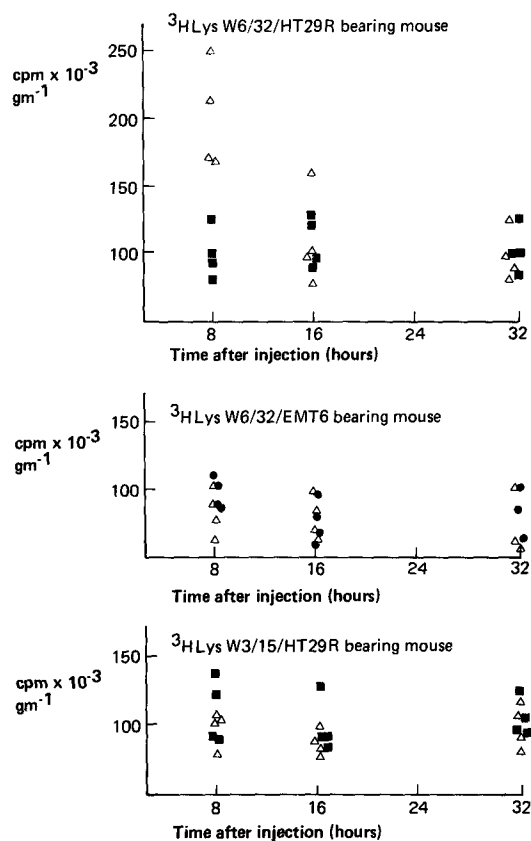 ³HLys W6/32/HT29R bearing mouse
cpm x 10⁻³
gm⁻¹
250
200
150
100
8
16
24
32
Time after injection (hours)
³HLys W6/32/EMT6 bearing mouse
cpm x 10⁻³
gm⁻¹
150
100
8
16
24
32
Time after injection (hours)
³HLys W3/15/HT29R bearing mouse
cpm x 10⁻³
gm⁻¹
150
100
8
16
24
32
Time after injection (hours)